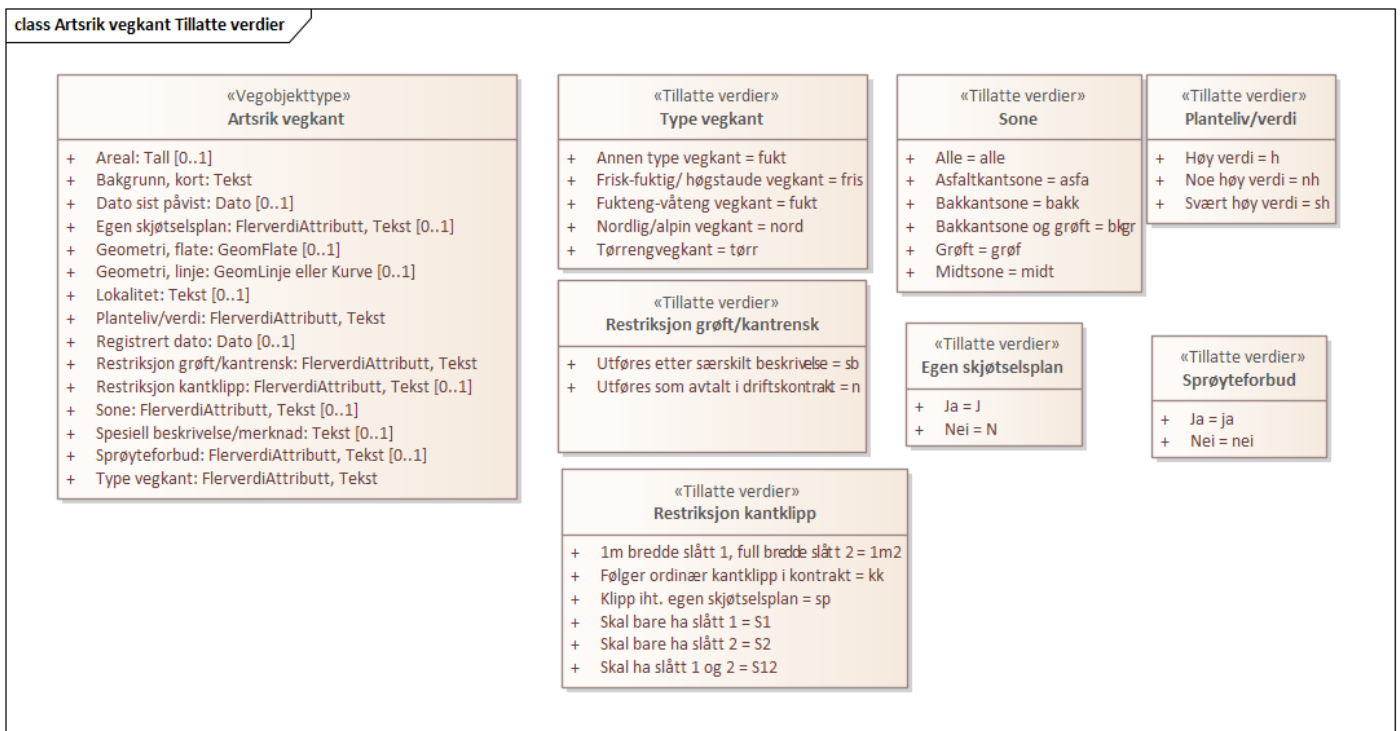 class Artsrik vegkant Tillatte verdier
«Vegobjekttype»
Artsrik vegkant
+ Areal: Tall [0..1]
+ Bakgrunn, kort: Tekst
+ Dato sist påvist: Dato [0..1]
+ Egen skjøtselsplan: FlerverdiAttributt, Tekst [0..1]
+ Geometri, flate: GeomFlate [0..1]
+ Geometri, linje: GeomLinje eller Kurve [0..1]
+ Lokalitet: Tekst [0..1]
+ Planteliv/verdi: FlerverdiAttributt, Tekst
+ Registrert dato: Dato [0..1]
+ Restriksjon grøft/kantrensk: FlerverdiAttributt, Tekst
+ Restriksjon kantklipp: FlerverdiAttributt, Tekst [0..1]
+ Sone: FlerverdiAttributt, Tekst [0..1]
+ Spesiell beskrivelse/merknad: Tekst [0..1]
+ Sprøyteforbud: FlerverdiAttributt, Tekst [0..1]
+ Type vegkant: FlerverdiAttributt, Tekst
«Tillatte verdier»
Type vegkant
+ Annen type vegkant = fukt
+ Frisk-fuktig/ høgstaude vegkant = fris
+ Fukteng-våteng vegkant = fukt
+ Nordlig/alpin vegkant = nord
+ Tørrengvegkant = tørr
«Tillatte verdier»
Sone
+ Alle = alle
+ Asfaltkantsone = asfa
+ Bakkantsone = bakk
+ Bakkantsone og grøft = bkgr
+ Grøft = grøf
+ Midtsone = midt
«Tillatte verdier»
Planteliv/verdi
+ Høy verdi = h
+ Noe høy verdi = nh
+ Svært høy verdi = sh
«Tillatte verdier»
Restriksjon grøft/kantrensk
+ Utføres etter særskilt beskrivelse = sb
+ Utføres som avtalt i driftskontrakt = n
«Tillatte verdier»
Egen skjøtselsplan
+ Ja = J
+ Nei = N
«Tillatte verdier»
Sprøyteforbud
+ Ja = ja
+ Nei = nei
«Tillatte verdier»
Restriksjon kantklipp
+ 1m bredde slått 1, full bredde slått 2 = 1m2
+ Følger ordinær kantklipp i kontrakt = kk
+ Klipp iht. egen skjøtselsplan = sp
+ Skal bare ha slått 1 = S1
+ Skal bare ha slått 2 = S2
+ Skal ha slått 1 og 2 = S12